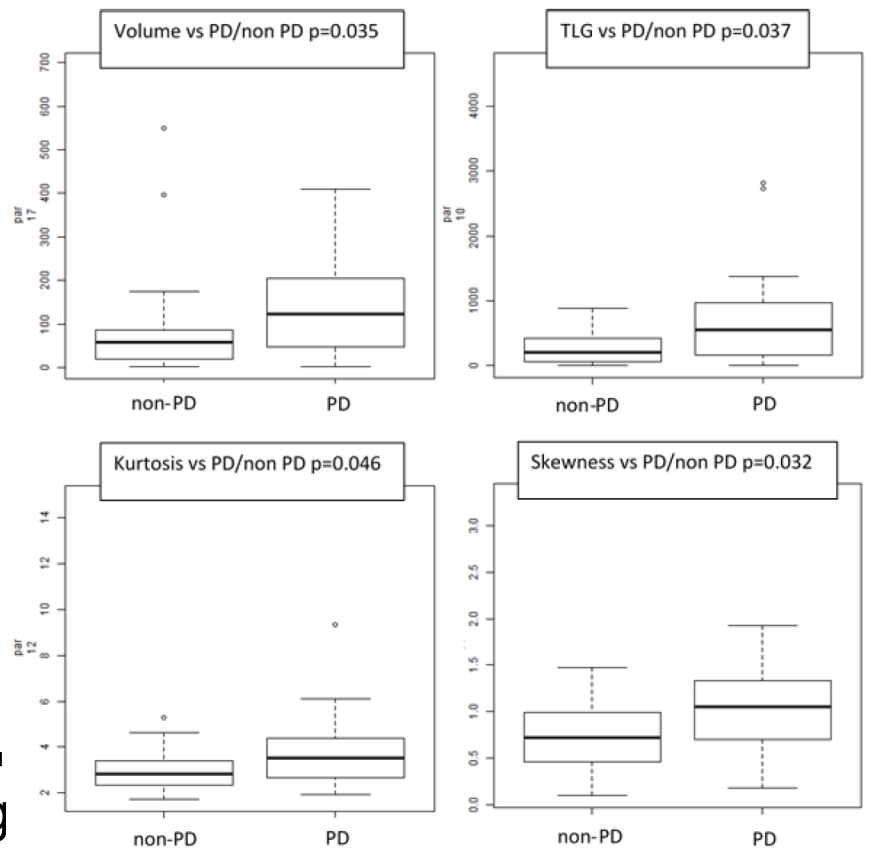 Volume vs PD/non PD p=0.035
700
600
500
400
300
200
100
0
par
17
non-PD
PD
TLG vs PD/non PD p=0.037
4000
3000
2000
1000
0
par
10
non-PD
PD
Kurtosis vs PD/non PD p=0.046
14
12
10
8
6
4
2
par
12
non-PD
PD
Skewness vs PD/non PD p=0.032
3.0
2.5
2.0
1.5
1.0
0.5
0.0
non-PD
PD
g